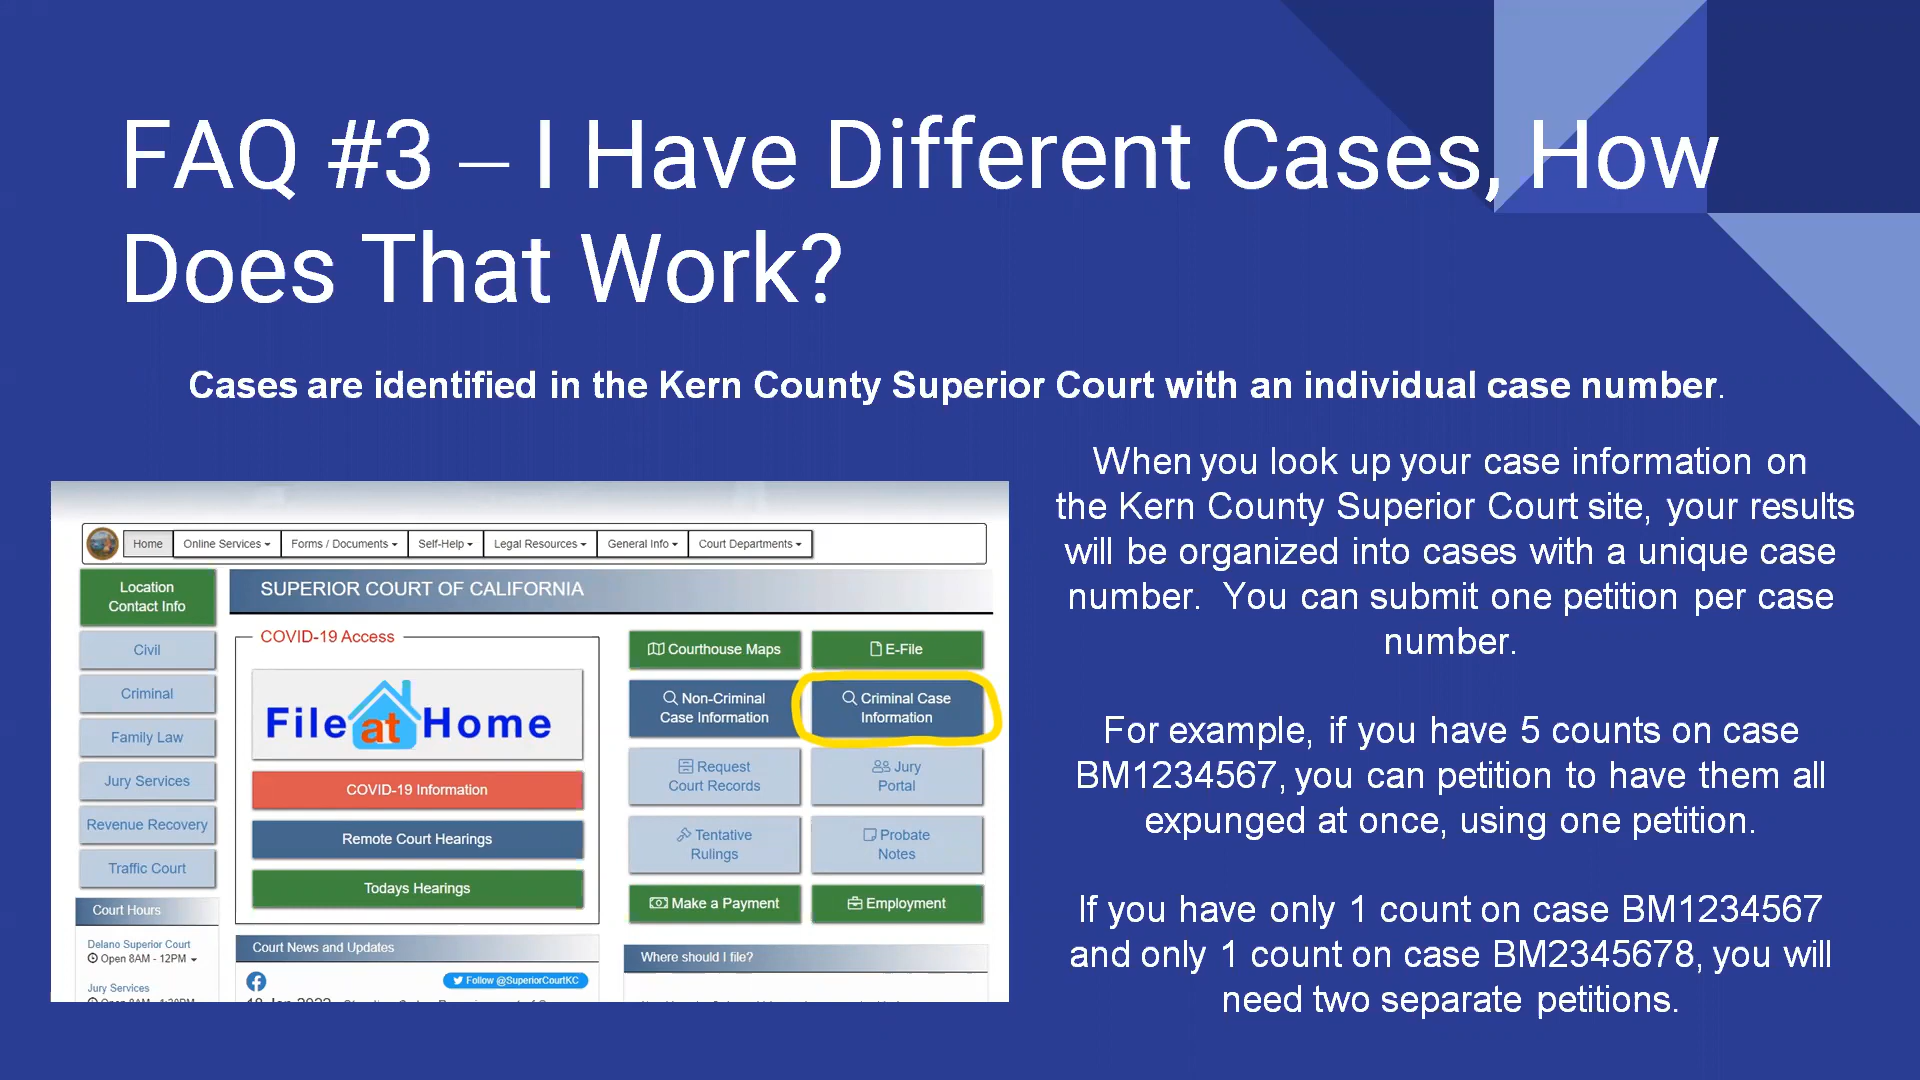 FAQ #3 – I Have Different Cases, How
Does That Work?
Cases are identified in the Kern County Superior Court with an individual case number.
Home
Online Services
Forms / Documents
Self-Help
Legal Resources
General Info
Court Departments
Location
Contact Info
Civil
Criminal
Family Law
Jury Services
Revenue Recovery
Traffic Court
Court Hours
Delano Superior Court
Open 8AM - 12PM
Jury Services
SUPERIOR COURT OF CALIFORNIA
COVID-19 Access
File at Home
COVID-19 Information
Remote Court Hearings
Todays Hearings
Court News and Updates
Follow @SuperiorCourtKC
Courthouse Maps
E-File
Non-Criminal
Case Information
Criminal Case
Information
Request
Court Records
Jury
Portal
Tentative
Rulings
Probate
Notes
Make a Payment
Employment
Where should I file?
When you look up your case information on
the Kern County Superior Court site, your results
will be organized into cases with a unique case
number. You can submit one petition per case
number.
For example, if you have 5 counts on case
BM1234567, you can petition to have them all
expunged at once, using one petition.
If you have only 1 count on case BM1234567
and only 1 count on case BM2345678, you will
need two separate petitions.